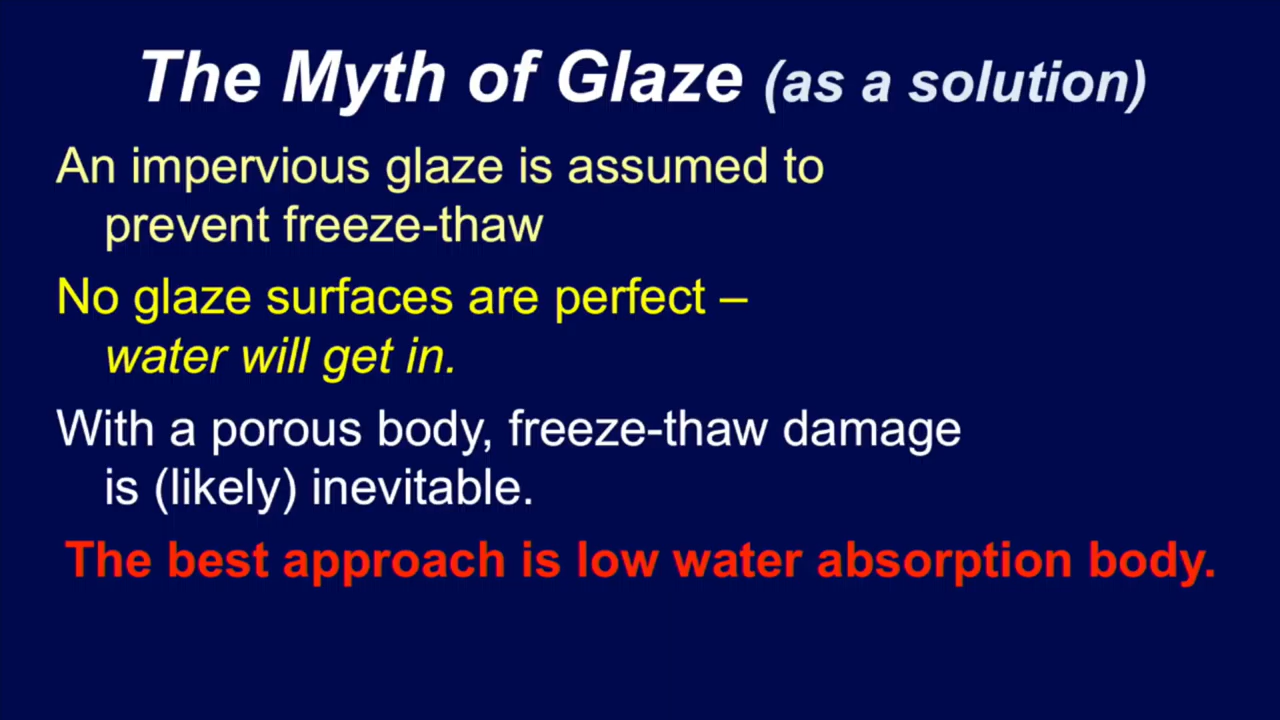 The Myth of Glaze (as a solution)
An impervious glaze is assumed to
prevent freeze-thaw
No glaze surfaces are perfect –
water will get in.
With a porous body, freeze-thaw damage
is (likely) inevitable.
The best approach is low water absorption body.